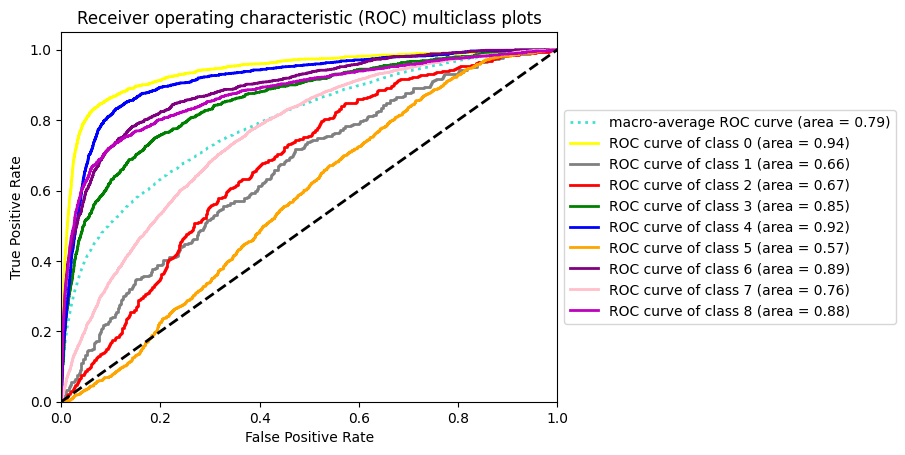 Receiver operating characteristic (ROC) multiclass plots
True Positive Rate
1.0
0.8
0.6
0.4
0.2
0.0
0.0 0.2 0.4 0.6 0.8 1.0
False Positive Rate
macro-average ROC curve (area = 0.79)
ROC curve of class 0 (area = 0.94)
ROC curve of class 1 (area = 0.66)
ROC curve of class 2 (area = 0.67)
ROC curve of class 3 (area = 0.85)
ROC curve of class 4 (area = 0.92)
ROC curve of class 5 (area = 0.57)
ROC curve of class 6 (area = 0.89)
ROC curve of class 7 (area = 0.76)
ROC curve of class 8 (area = 0.88)